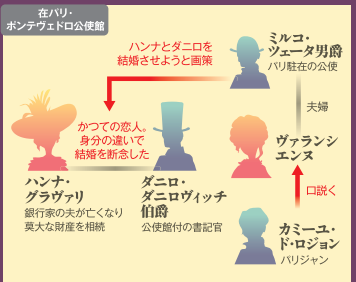 在パリ・
ポンテヴェドロ公使館
ハンナとダニロを
結婚させようと画策
ミルコ・
ツェータ男爵
パリ駐在の公使
かつての恋人。
身分の違いで
結婚を断念した
夫婦
ヴァランシ
エンヌ
ハンナ・
グラヴァリ
銀行家の夫が亡くなり
莫大な財産を相続
ダニロ・
ダニロヴィッチ
伯爵
公使館付の書記官
口説く
カミーユ・
ド・ロジョン
パリジャン